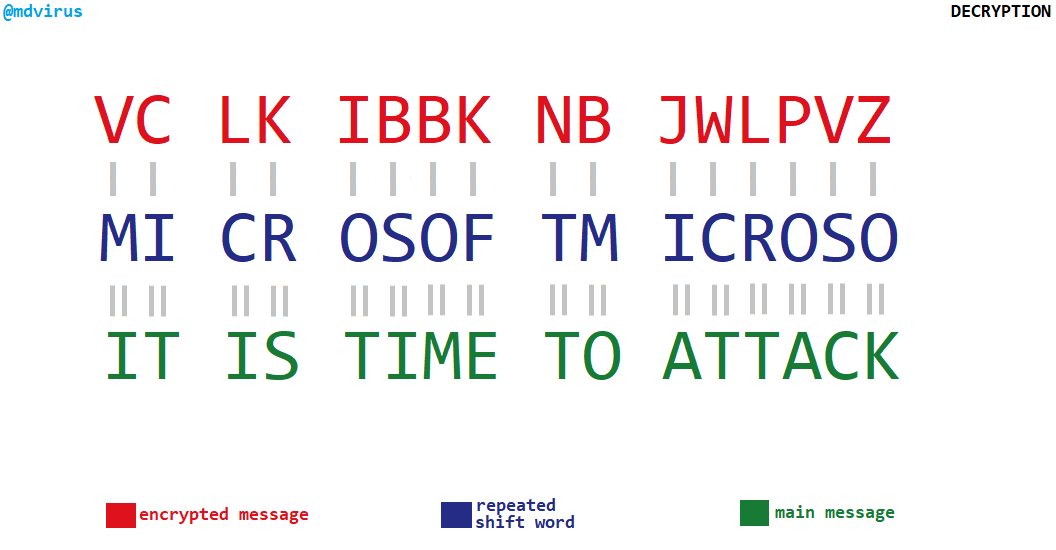 @mdvirus DECRYPTION
VC LK IBBK NB JWLPVZ
MI CR OSOF TM ICROSO
IT IS TIME TO ATTACK
encrypted message
repeated
shift word
main message